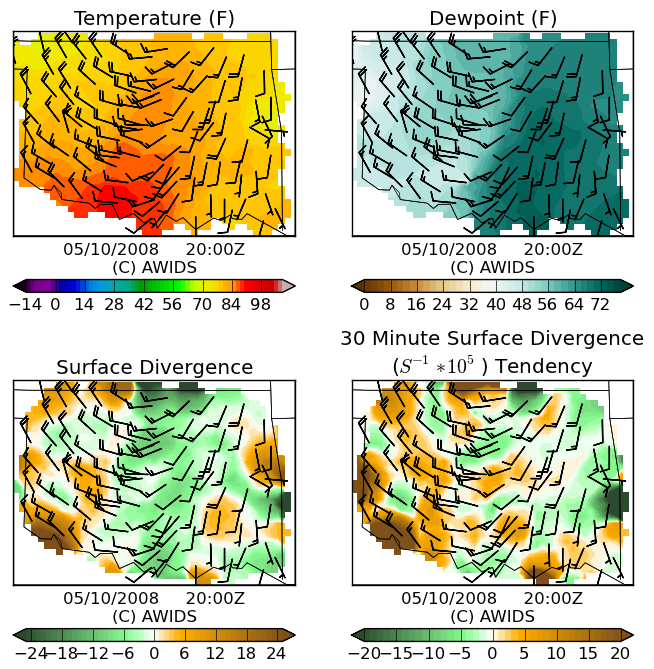 Temperature (F)
Dewpoint (F)
05/10/2008 20:00Z
(C) AWIDS
05/10/2008 20:00Z
(C) AWIDS
−14 0 14 28 42 56 70 84 98
0 8 16 24 32 40 48 56 64 72
Surface Divergence
30 Minute Surface Divergence
(S⁻¹ *10⁵ ) Tendency
05/10/2008 20:00Z
(C) AWIDS
05/10/2008 20:00Z
(C) AWIDS
−24 −18 −12 −6 0 6 12 18 24
−20 −15 −10 −5 0 5 10 15 20